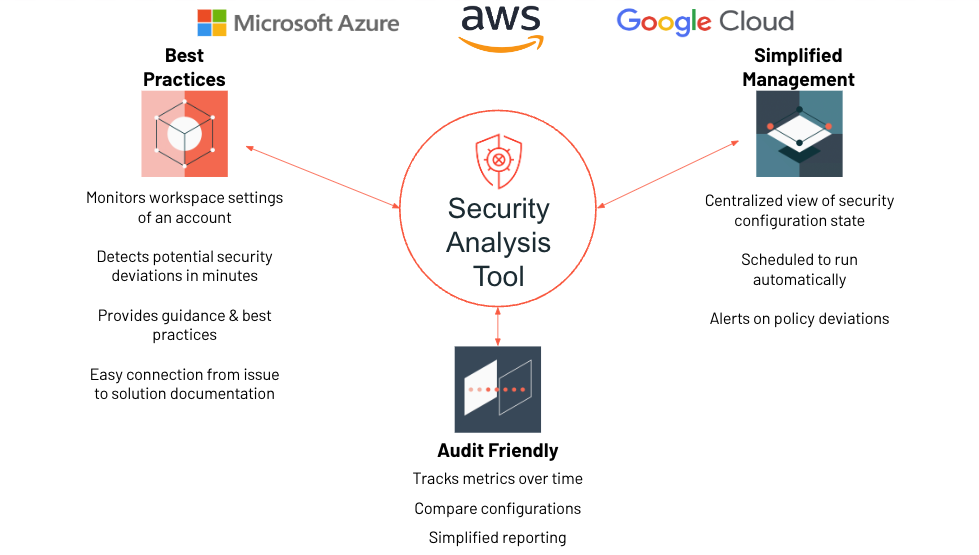 Microsoft Azure
aws
Google Cloud
Best
Practices
Monitors workspace settings
of an account
Detects potential security
deviations in minutes
Provides guidance & best
practices
Easy connection from issue
to solution documentation
Security
Analysis
Tool
Simplified
Management
Centralized view of security
configuration state
Scheduled to run
automatically
Alerts on policy deviations
Audit Friendly
Tracks metrics over time
Compare configurations
Simplified reporting